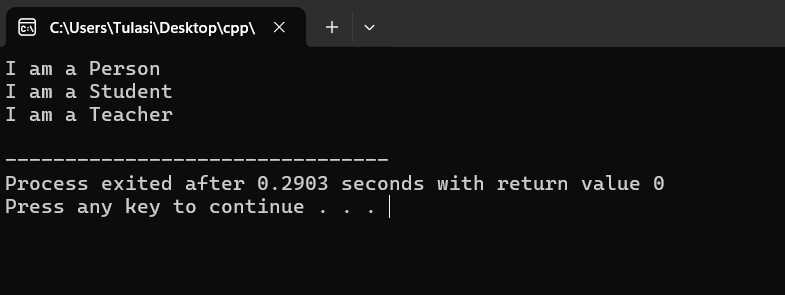 C:\Users\Tulasi\Desktop\cpp\
I am a Person
I am a Student
I am a Teacher
--------------------------------
Process exited after 0.2903 seconds with return value 0
Press any key to continue . . .